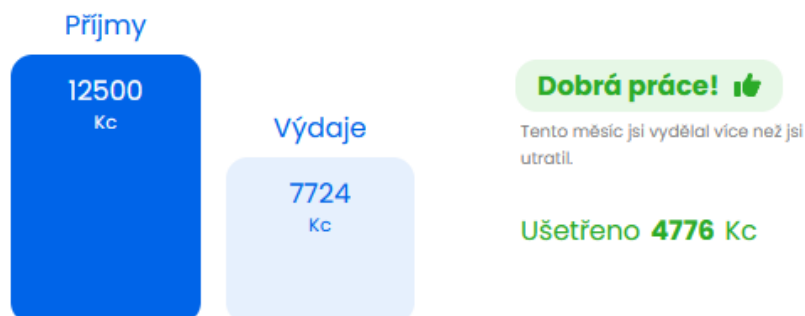 Příjmy
12500
Kc
Výdaje
7724
Kc
Dobrá práce!
Tento měsíc jsi vydělal více než jsi
utratil.
Ušetřeno 4776 Kc